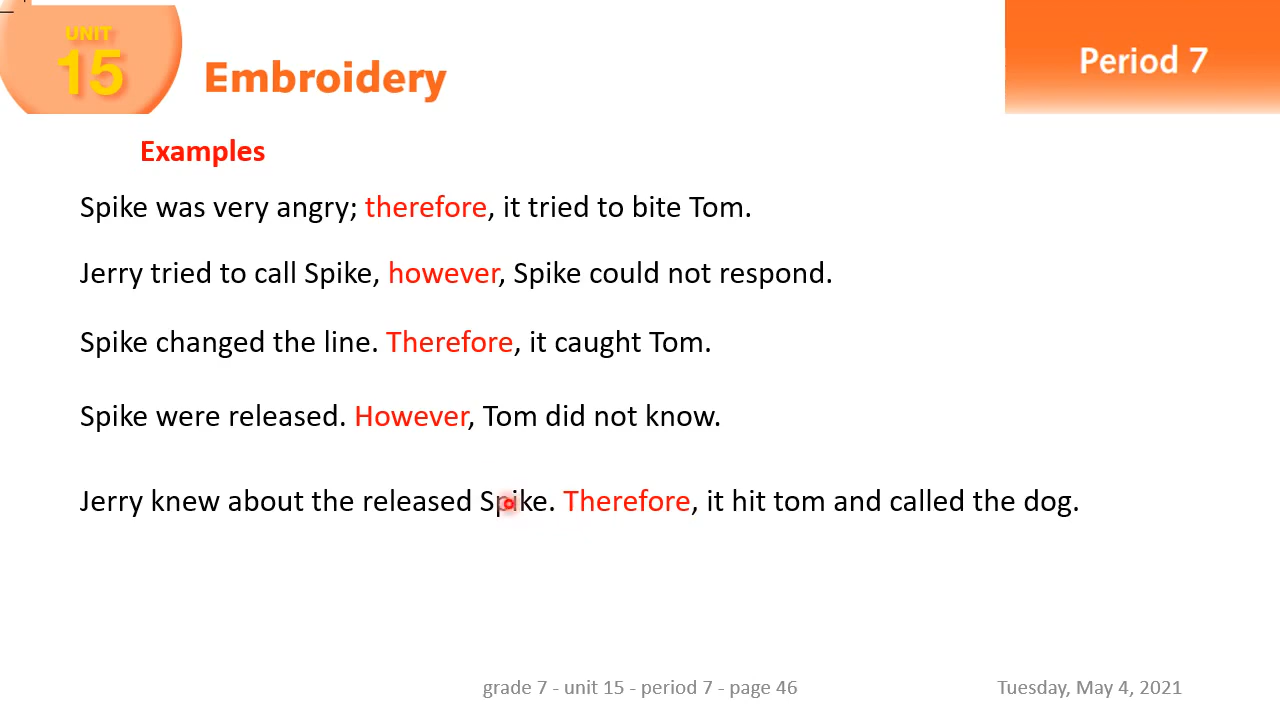 UNIT
15
Embroidery
Period 7
Examples
Spike was very angry; therefore, it tried to bite Tom.
Jerry tried to call Spike, however, Spike could not respond.
Spike changed the line. Therefore, it caught Tom.
Spike were released. However, Tom did not know.
Jerry knew about the released Spike. Therefore, it hit tom and called the dog.
grade 7 - unit 15 - period 7 - page 46
Tuesday, May 4, 2021